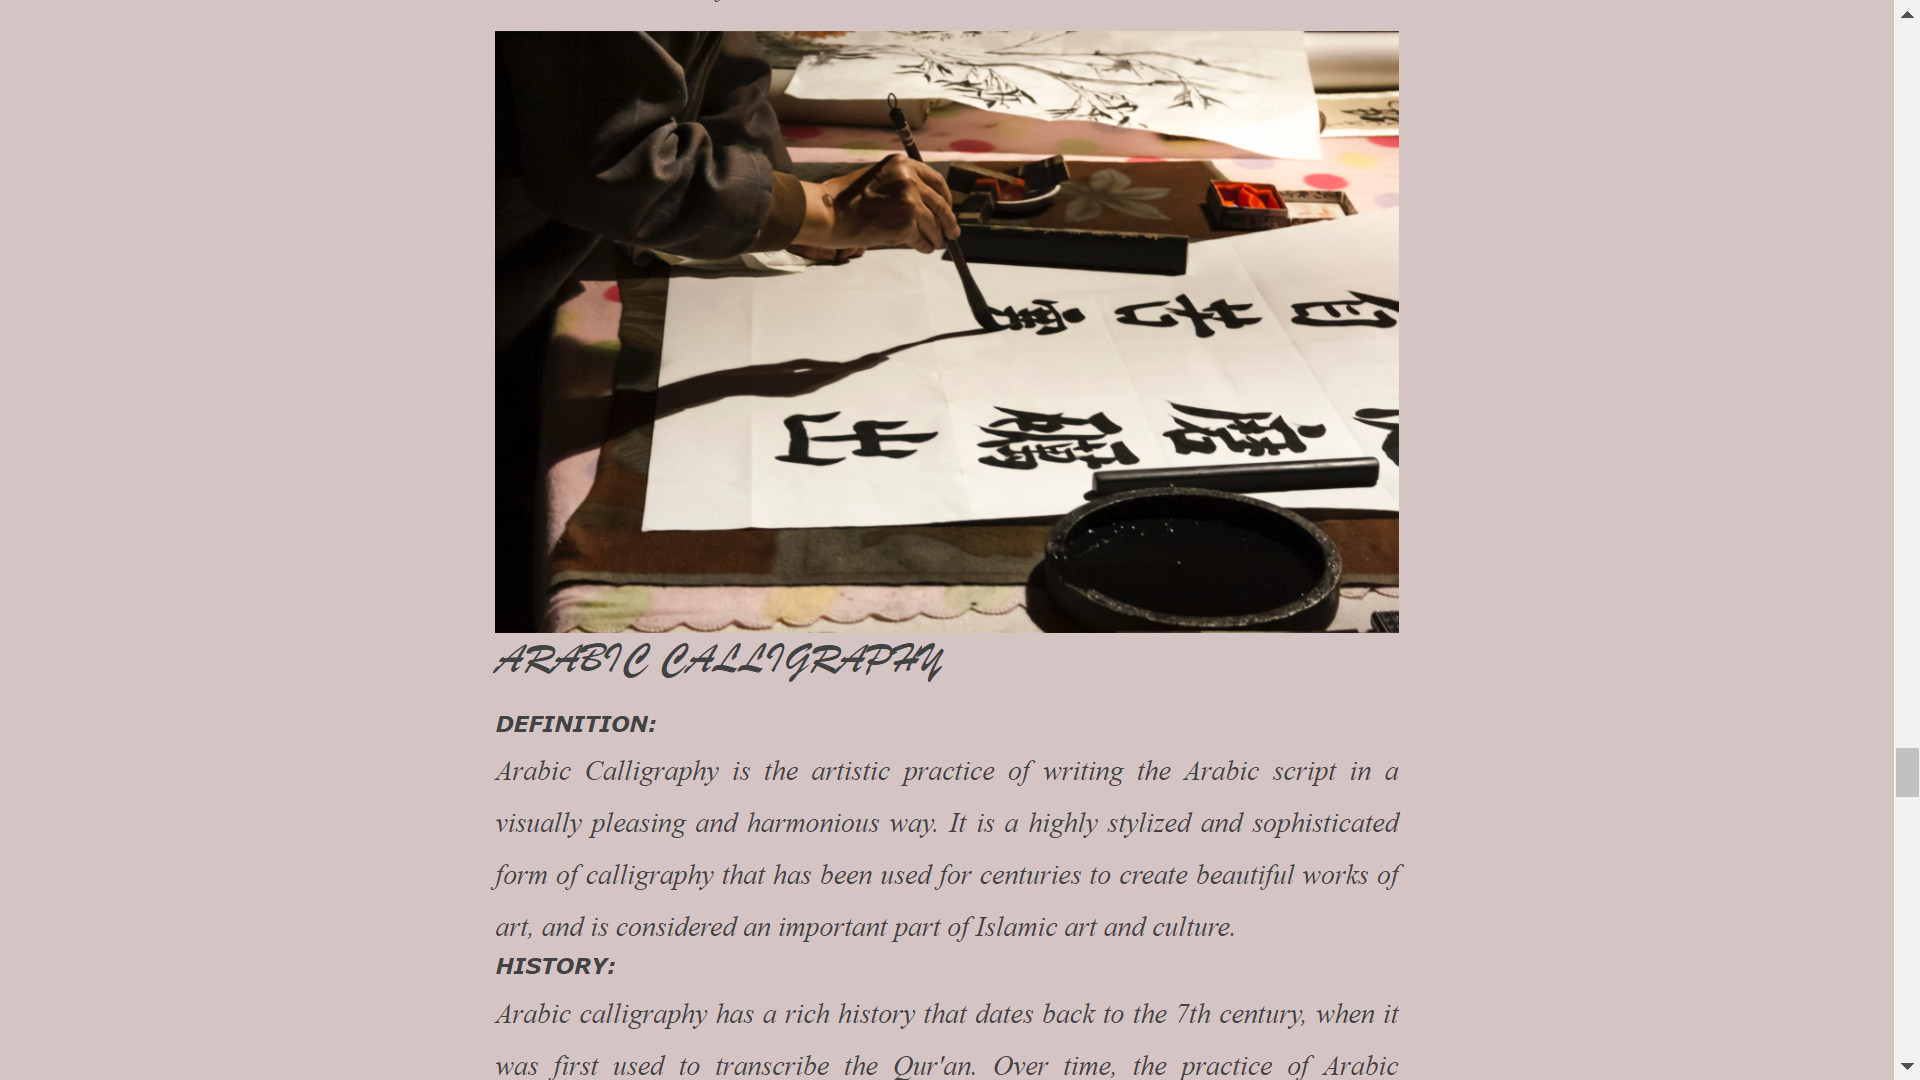 ARABIC CALLIGRAPHY
DEFINITION:
Arabic Calligraphy is the artistic practice of writing the Arabic script in a
visually pleasing and harmonious way. It is a highly stylized and sophisticated
form of calligraphy that has been used for centuries to create beautiful works of
art, and is considered an important part of Islamic art and culture.
HISTORY:
Arabic calligraphy has a rich history that dates back to the 7th century, when it
was first used to transcribe the Qur'an. Over time, the practice of Arabic